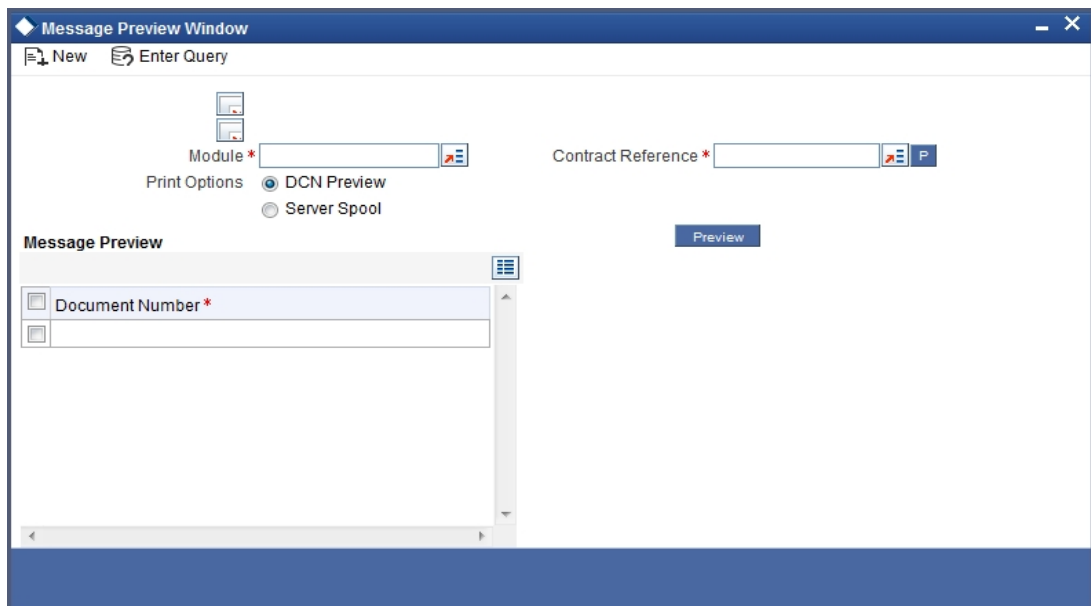 Message Preview Window
New Enter Query
Module * Contract Reference * P
Print Options DCN Preview
Server Spool
Message Preview Preview
Document Number *